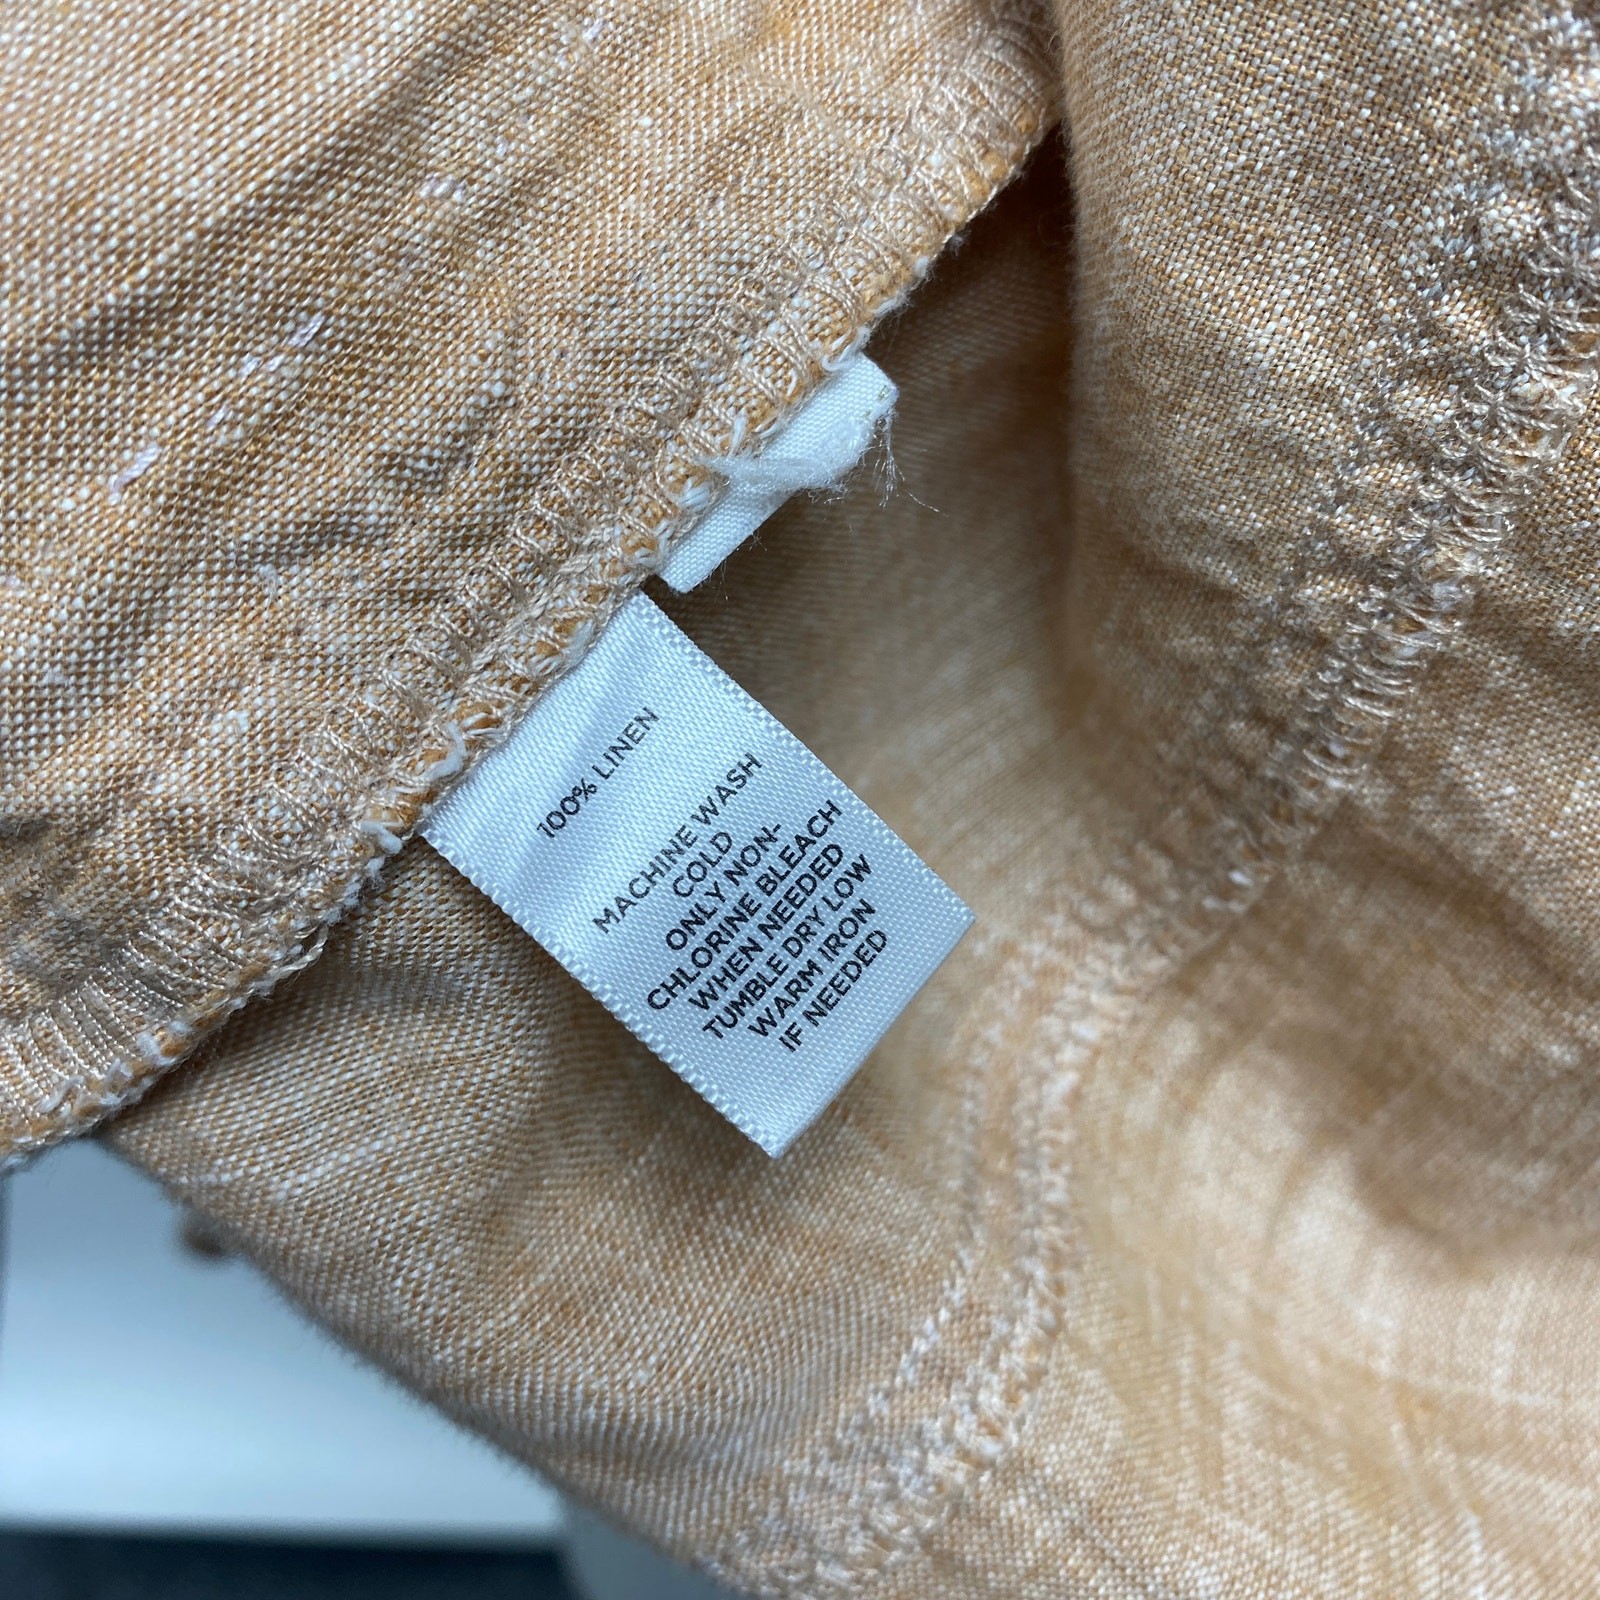 100% LINEN
MACHINE WASH
COLD
ONLY NON-
CHLORINE BLEACH
WHEN NEEDED
TUMBLE DRY LOW
WARM IRON
IF NEEDED